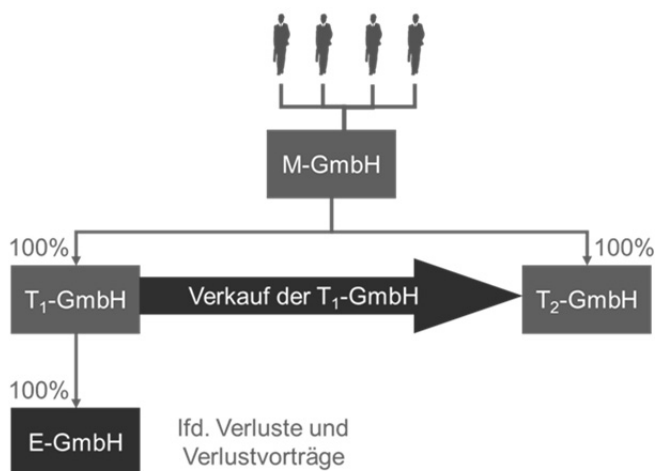 M-GmbH
100%
100%
T₁-GmbH
Verkauf der T₁-GmbH
T₂-GmbH
100%
E-GmbH
lfd. Verluste und
Verlustvorträge